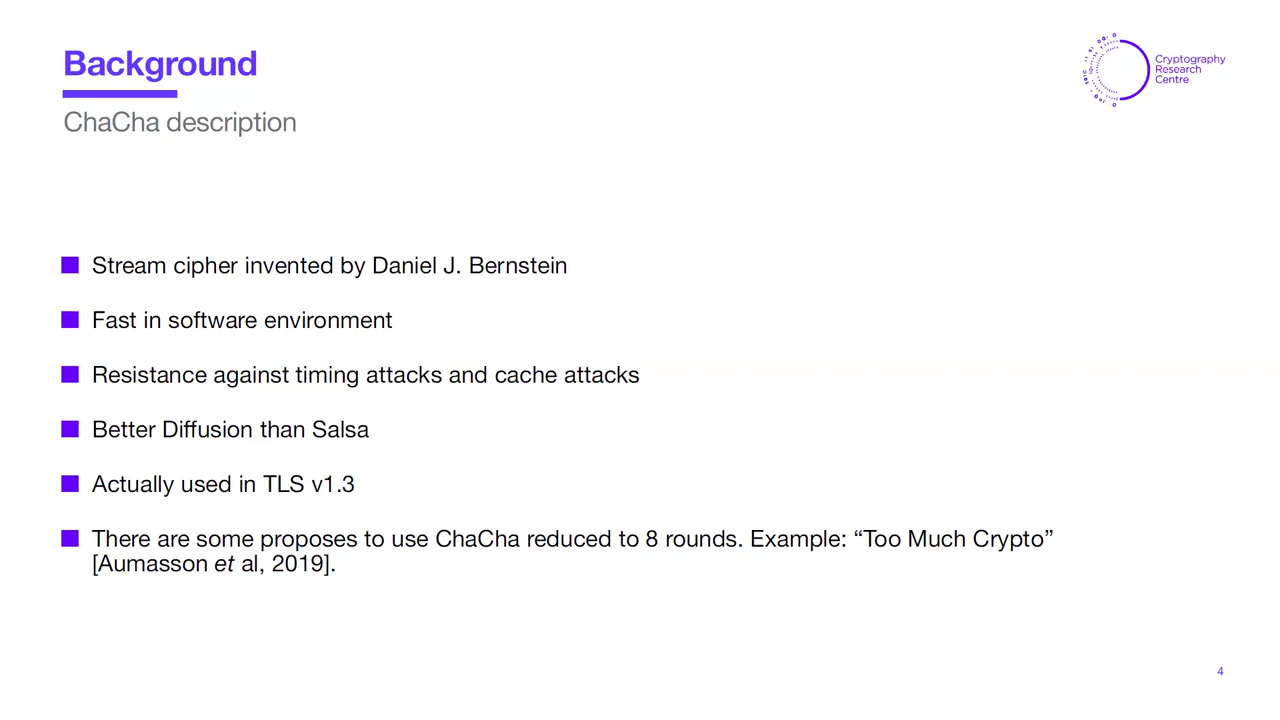 Background
Cryptography
Research
Centre
ChaCha description
Stream cipher invented by Daniel J. Bernstein
Fast in software environment
Resistance against timing attacks and cache attacks
Better Diffusion than Salsa
Actually used in TLS v1.3
There are some proposes to use ChaCha reduced to 8 rounds. Example: “Too Much Crypto”
[Aumasson et al, 2019].
4